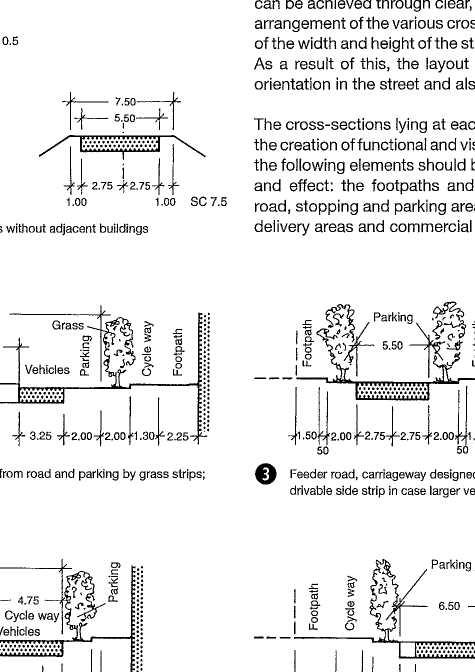 can be achieved through clear,
arrangement of the various cros
of the width and height of the st
As a result of this, the layout
orientation in the street and als
The cross-sections lying at eac
the creation of functional and vis
the following elements should b
and effect: the footpaths and
road, stopping and parking area
delivery areas and commercial
0.5
7.50
5.50
2.75 2.75
1.00 1.00 SC 7.5
s without adjacent buildings
Grass
Vehicles
Parking
Cycle way
Footpath
3.25 2.00 2.00 1.30 2.25
from road and parking by grass strips;
Footpath
Parking
5.50
1.50 2.00 2.75 2.75 2.00 1.
50 50
3 Feeder road, carriageway designed
drivable side strip in case larger ve
4.75
Cycle way
Vehicles
Parking
Footpath
Cycle way
Parking
6.50